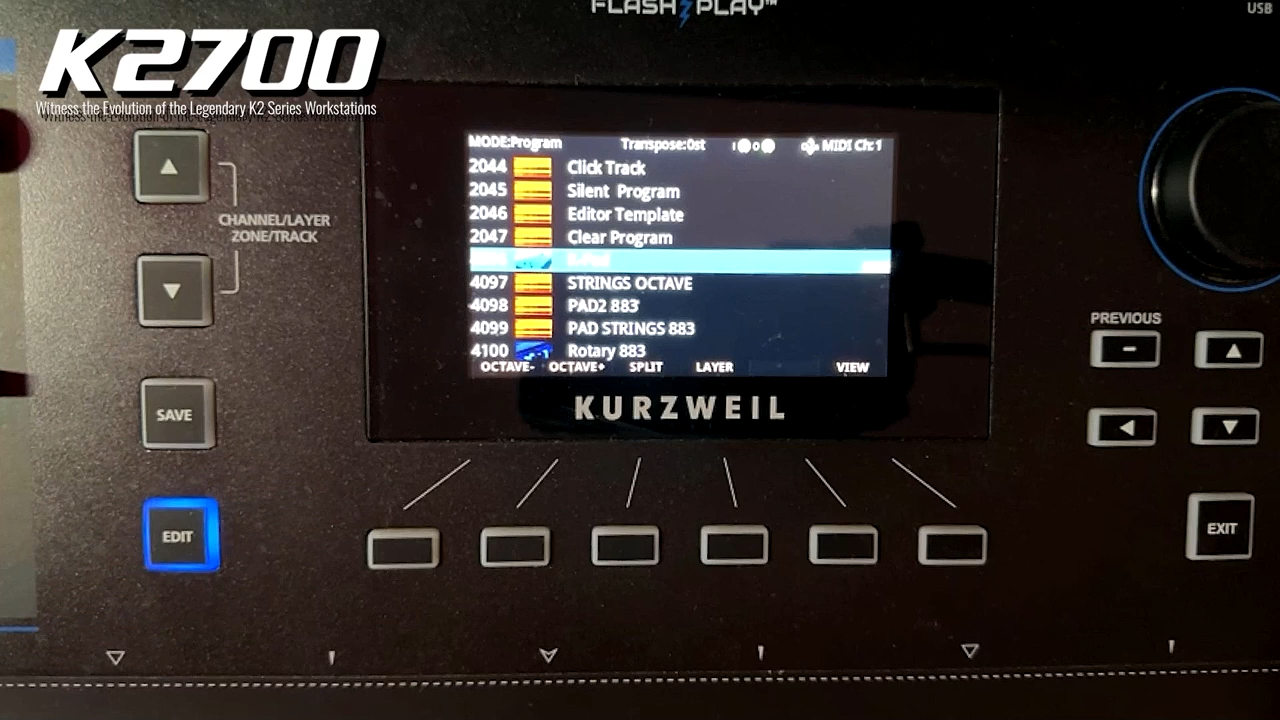 FLASH PLAY™
USB
K2700
Witness the Evolution of the Legendary K2 Series Workstations
MODE:Program Transpose:0st MIDI Ch:1
2044 Click Track
2045 Silent Program
2046 Editor Template
2047 Clear Program
4097 STRINGS OCTAVE
4098 PAD2 883
4099 PAD STRINGS 883
4100 Rotary 883
OCTAVE- OCTAVE+ SPLIT LAYER VIEW
KURZWEIL
CHANNEL/LAYER
ZONE/TRACK
SAVE
EDIT
PREVIOUS
-
EXIT